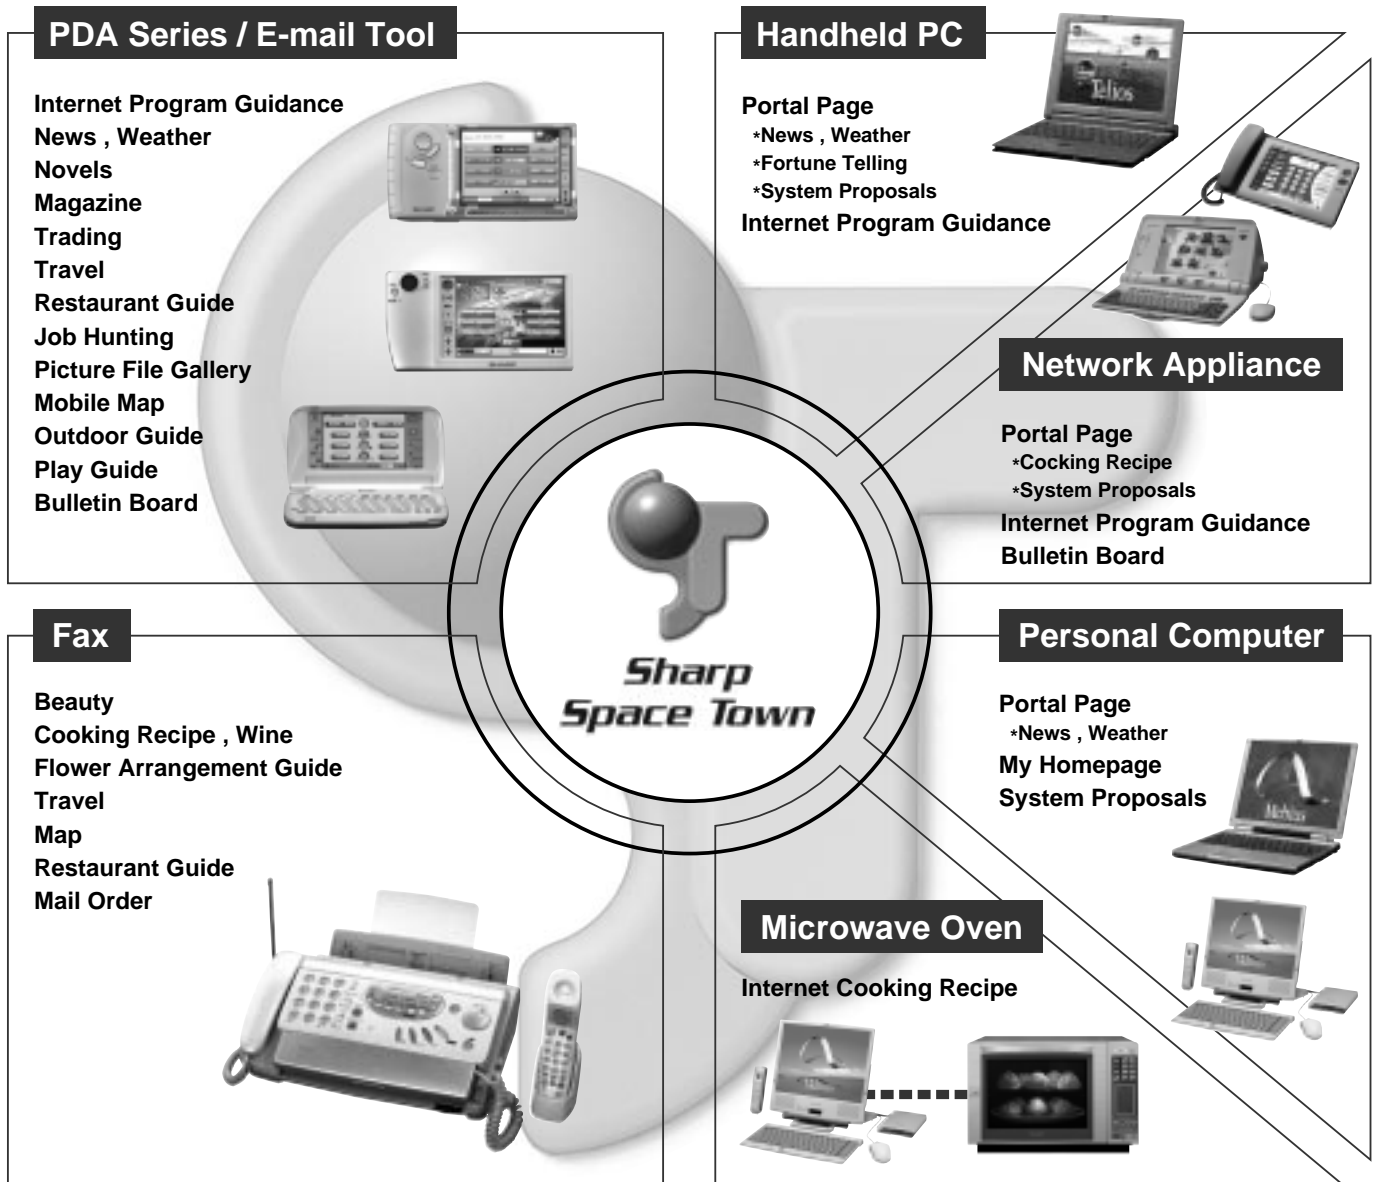 PDA Series / E-mail Tool
Internet Program Guidance
News , Weather
Novels
Magazine
Trading
Travel
Restaurant Guide
Job Hunting
Picture File Gallery
Mobile Map
Outdoor Guide
Play Guide
Bulletin Board
Handheld PC
Portal Page
*News , Weather
*Fortune Telling
*System Proposals
Internet Program Guidance
Telios
Network Appliance
Portal Page
*Cocking Recipe
*System Proposals
Internet Program Guidance
Bulletin Board
Sharp
Space Town
Fax
Beauty
Cooking Recipe , Wine
Flower Arrangement Guide
Travel
Map
Restaurant Guide
Mail Order
Personal Computer
Portal Page
*News , Weather
My Homepage
System Proposals
Mebius
Microwave Oven
Internet Cooking Recipe